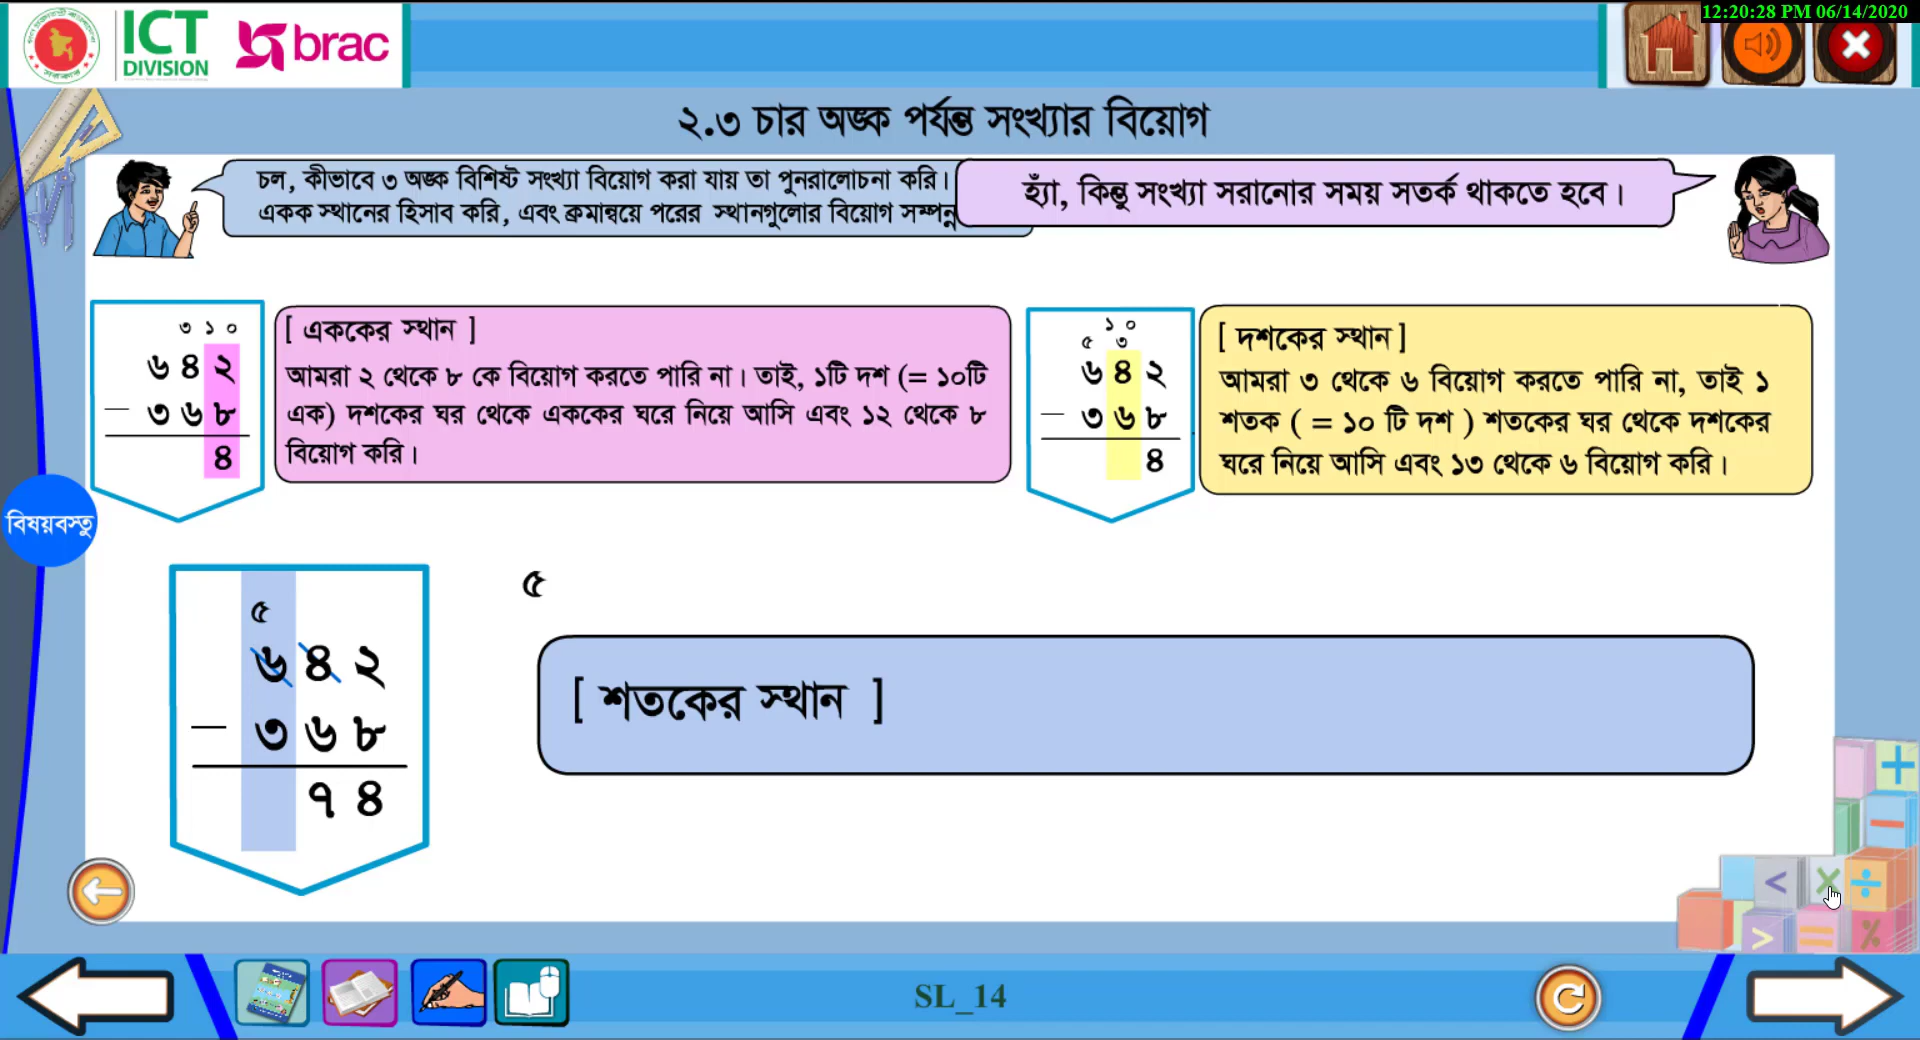 12:20:28 PM 06/14/2020
ICT
DIVISION
brac
২.৩ চার অঙ্ক পর্যন্ত সংখ্যার বিয়োগ
চল, কীভাবে ৩ অঙ্ক বিশিষ্ট সংখ্যা বিয়োগ করা যায় তা পুনরালোচনা করি।
একক স্থানের হিসাব করি, এবং ক্রমান্বয়ে পরের স্থানগুলোর বিয়োগ সম্পন্ন
হ্যাঁ, কিন্তু সংখ্যা সরানোর সময় সতর্ক থাকতে হবে।
৩ ১ ০
৬ ৪ ২
— ৩ ৬ ৮
৪
[ এককের স্থান ]
আমরা ২ থেকে ৮ কে বিয়োগ করতে পারি না। তাই, ১টি দশ (= ১০টি
এক) দশকের ঘর থেকে এককের ঘরে নিয়ে আসি এবং ১২ থেকে ৮
বিয়োগ করি।
১ ০
৫ ৩
৬ ৪ ২
— ৩ ৬ ৮
৪
[ দশকের স্থান ]
আমরা ৩ থেকে ৬ বিয়োগ করতে পারি না, তাই ১
শতক ( = ১০ টি দশ ) শতকের ঘর থেকে দশকের
ঘরে নিয়ে আসি এবং ১৩ থেকে ৬ বিয়োগ করি।
বিষয়বস্তু
৫
৬ ৪ ২
— ৩ ৬ ৮
৭ ৪
৫
[ শতকের স্থান ]
+
−
< × ÷
> = %
SL_14